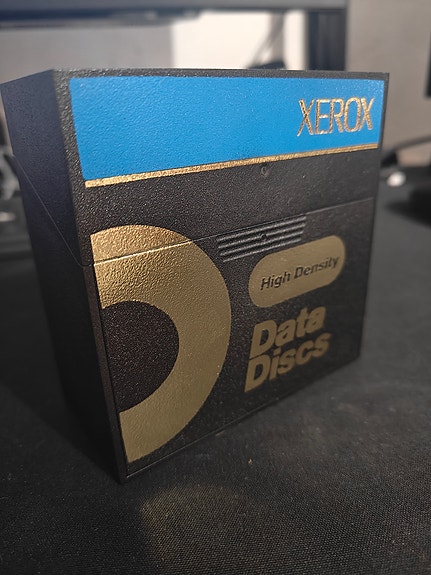 XEROX
High Density
Data
Discs